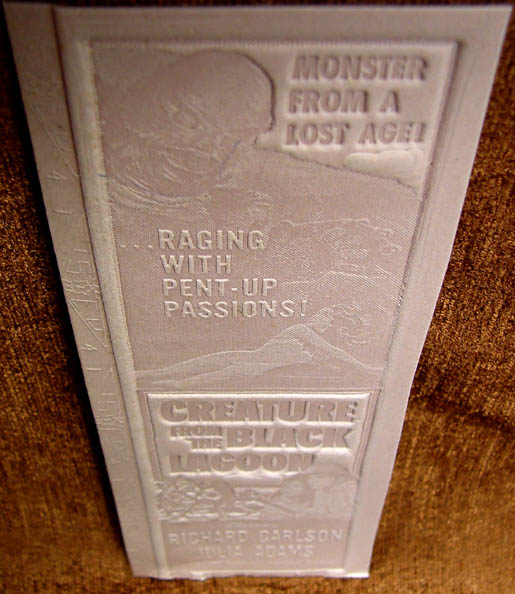 MONSTER
FROM A
LOST AGE!
...RAGING
WITH
PENT-UP
PASSIONS!
CREATURE
FROM THE BLACK
LAGOON
RICHARD CARLSON
JULIA ADAMS